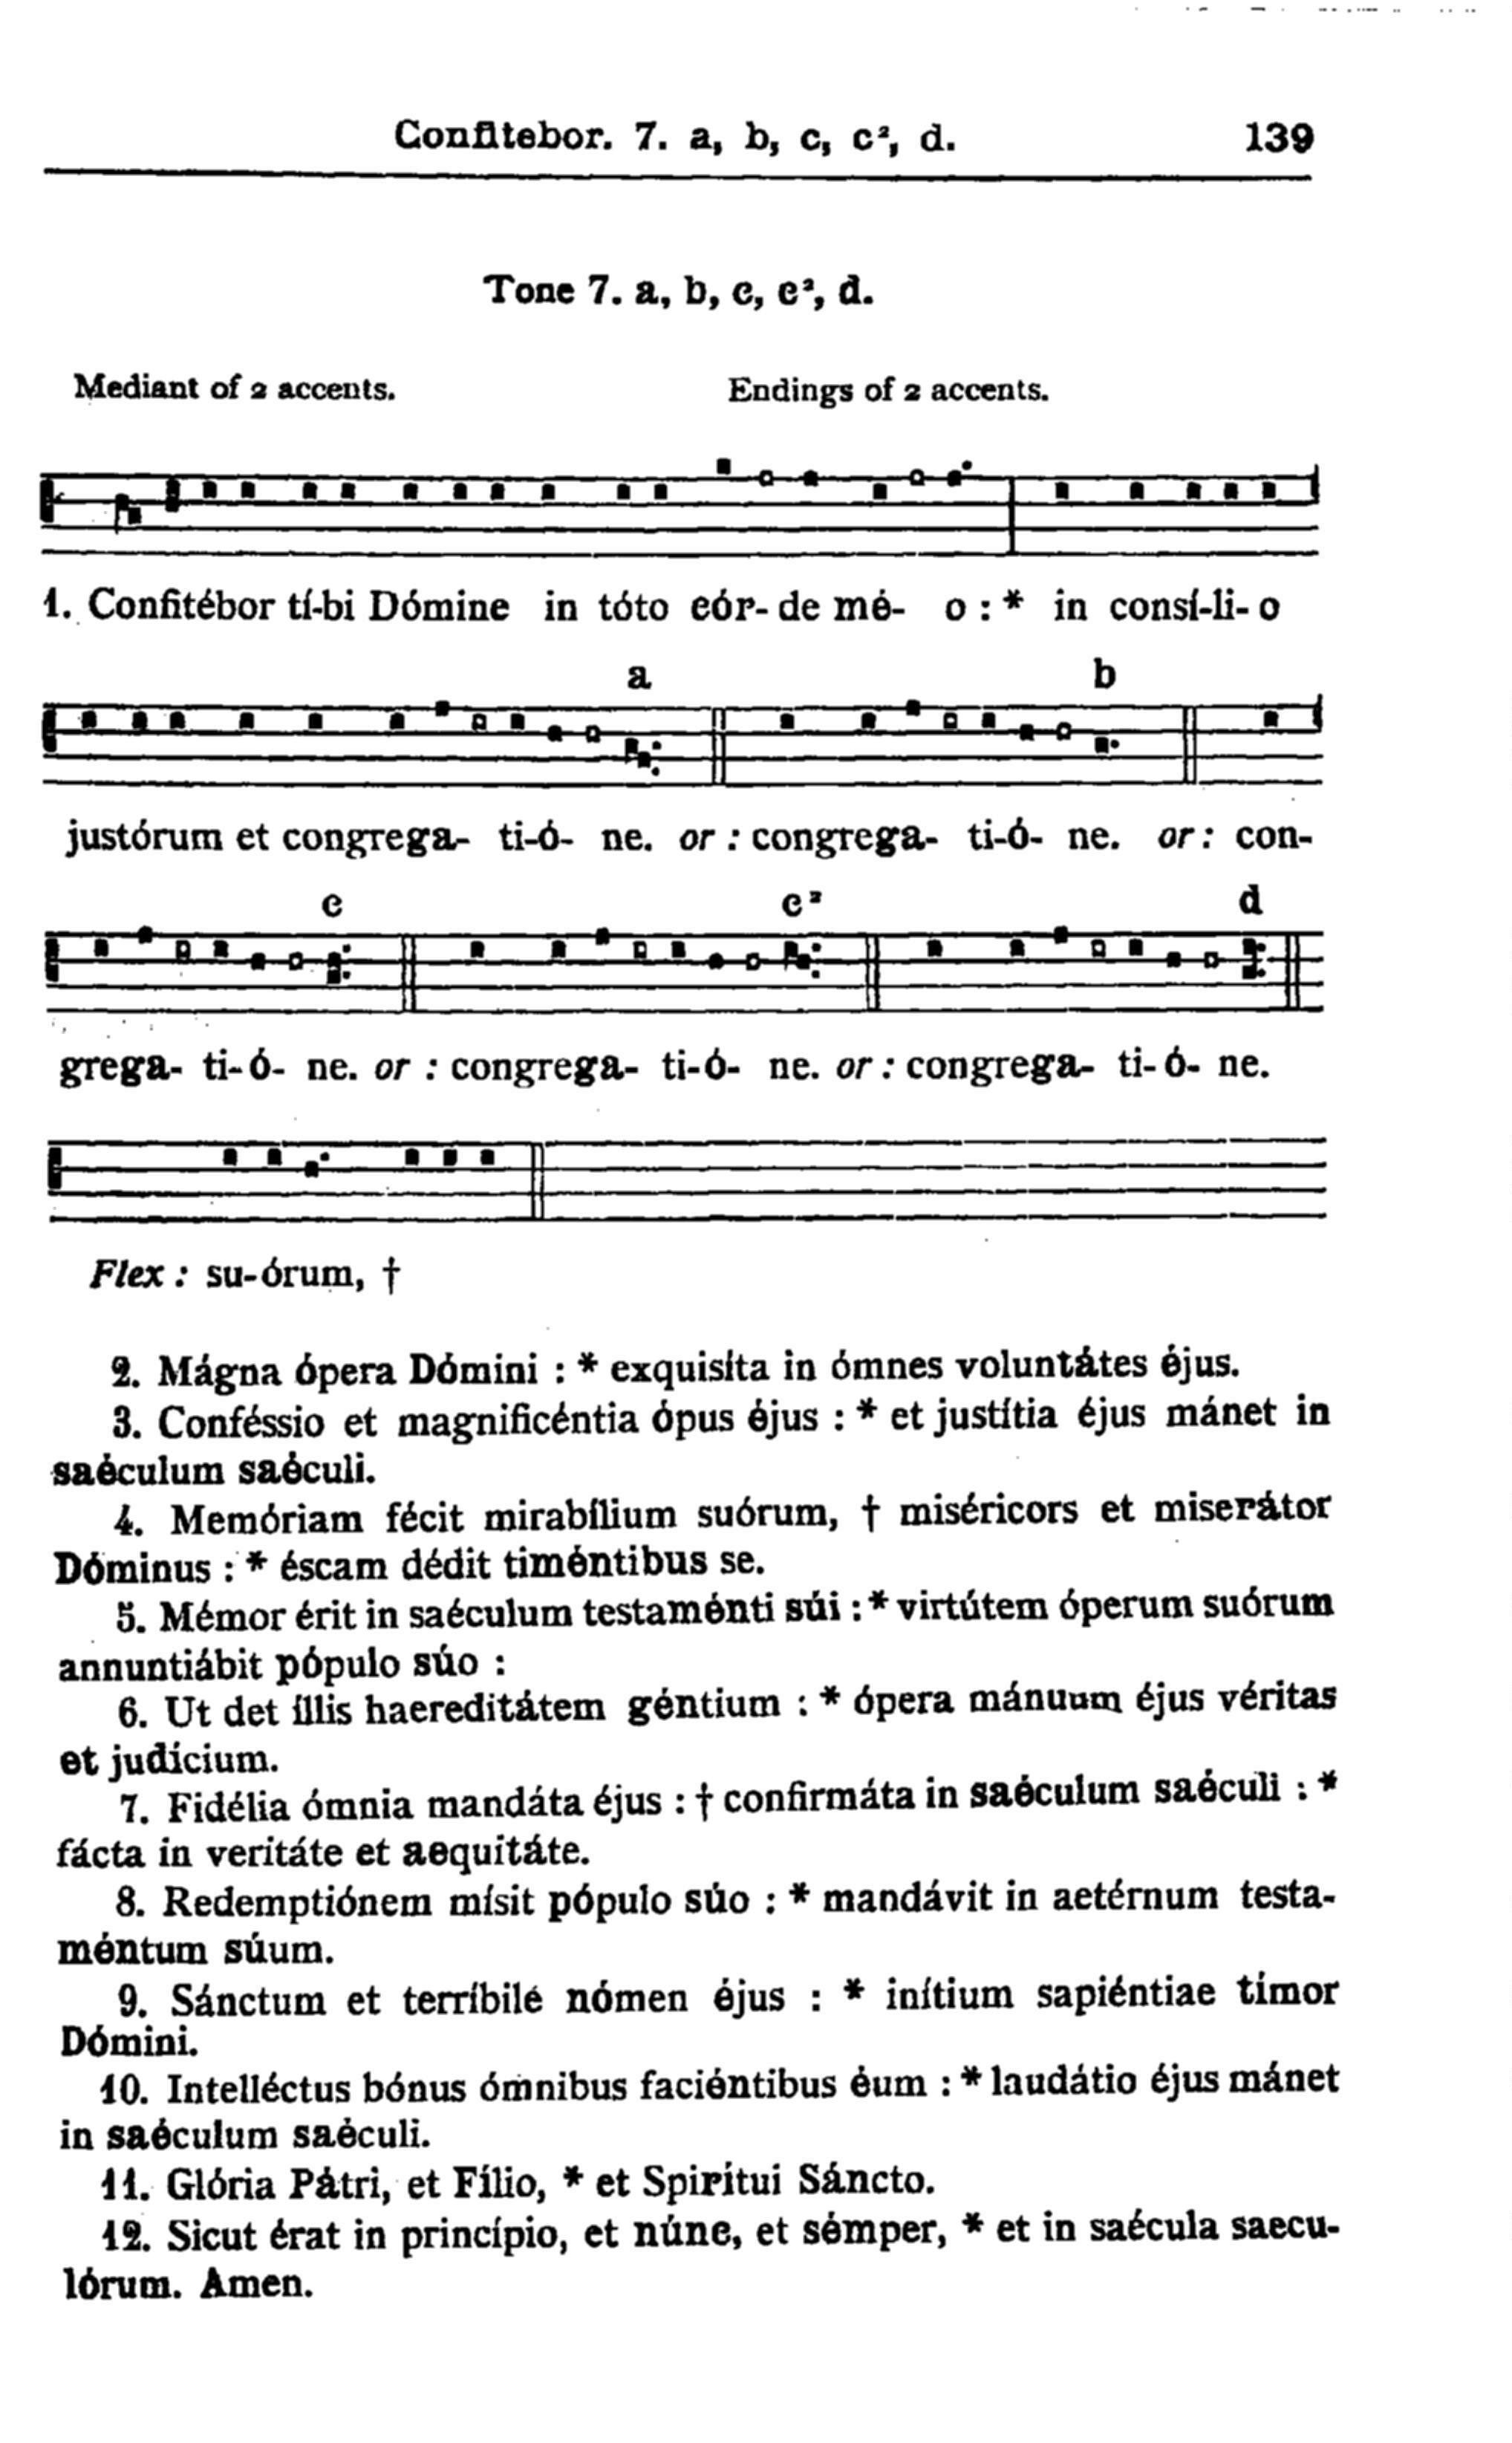 Confitebor. 7. a, b, c, c², d. 139
Tone 7. a, b, c, c², d.
Mediant of 2 accents. Endings of 2 accents.
1. Confitébor tí-bi Dómine in tóto cór- de mé- o : * in consí-li- o
a b
justórum et congrega- ti-ó- ne. or : congrega- ti-ó- ne. or : con-
c c² d
grega- ti- ó- ne. or : congrega- ti-ó- ne. or : congrega- ti- ó- ne.
Flex : su-órum, †
2. Mágna ópera Dómini : * exquisíta in ómnes voluntátes éjus.
3. Conféssio et magnificéntia ópus éjus : * et justítia éjus mánet in
saéculum saéculi.
4. Memóriam fécit mirabílium suórum, † miséricors et miserátor
Dóminus : * éscam dédit timéntibus se.
5. Mémor érit in saéculum testaménti súi : * virtútem óperum suórum
annuntiábit pópulo súo :
6. Ut det íllis haereditátem géntium : * ópera mánuum éjus véritas
et judícium.
7. Fidélia ómnia mandáta éjus : † confirmáta in saéculum saéculi : *
fácta in veritáte et aequitáte.
8. Redemptiónem mísit pópulo súo : * mandávit in aetérnum testa-
méntum súum.
9. Sánctum et terríbilé nómen éjus : * inítium sapiéntiae tímor
Dómini.
10. Intelléctus bónus ómnibus faciéntibus éum : * laudátio éjus mánet
in saéculum saéculi.
11. Glória Pátri, et Fílio, * et Spirítui Sáncto.
12. Sicut érat in princípio, et núnc, et sémper, * et in saécula saecu-
lórum. Amen.